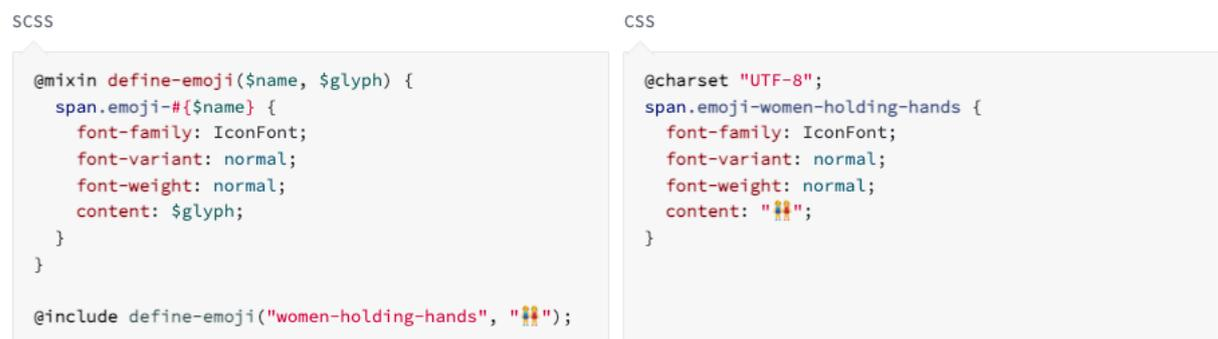 SCSS
@mixin define-emoji($name, $glyph) {
  span.emoji-#{$name} {
    font-family: IconFont;
    font-variant: normal;
    font-weight: normal;
    content: $glyph;
  }
}
@include define-emoji("women-holding-hands", "👭");
CSS
@charset "UTF-8";
span.emoji-women-holding-hands {
  font-family: IconFont;
  font-variant: normal;
  font-weight: normal;
  content: "👭";
}